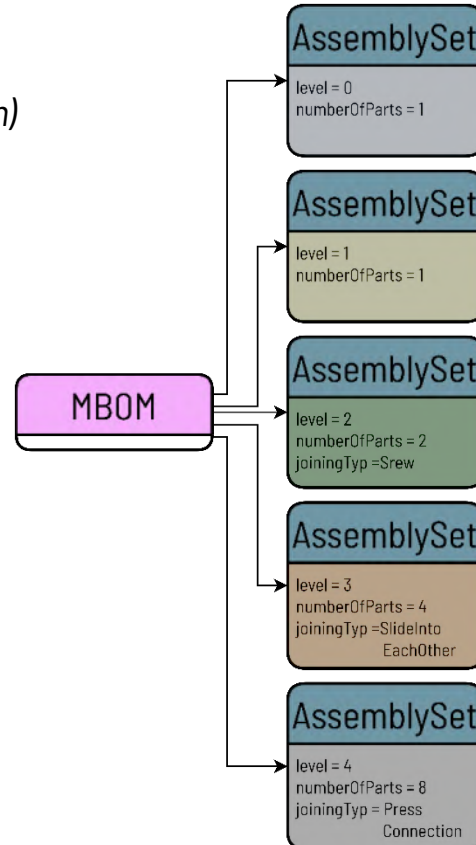 AssemblySet
level = 0
numberOfParts = 1
n)
AssemblySet
level = 1
numberOfParts = 1
AssemblySet
level = 2
numberOfParts = 2
joiningTyp =Srew
MBOM
AssemblySet
level = 3
numberOfParts = 4
joiningTyp =SlideInto
EachOther
AssemblySet
level = 4
numberOfParts = 8
joiningTyp = Press
Connection